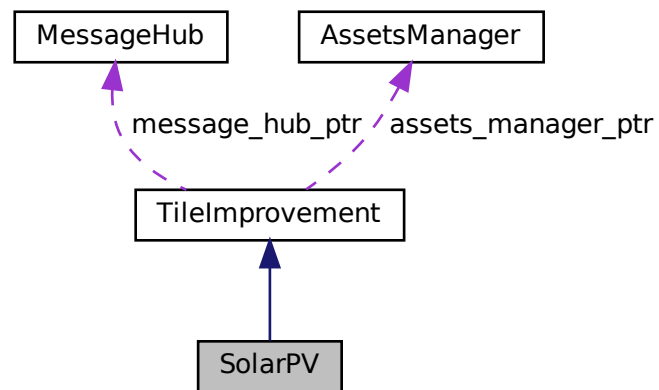 MessageHub
AssetsManager
message_hub_ptr
assets_manager_ptr
TileImprovement
SolarPV